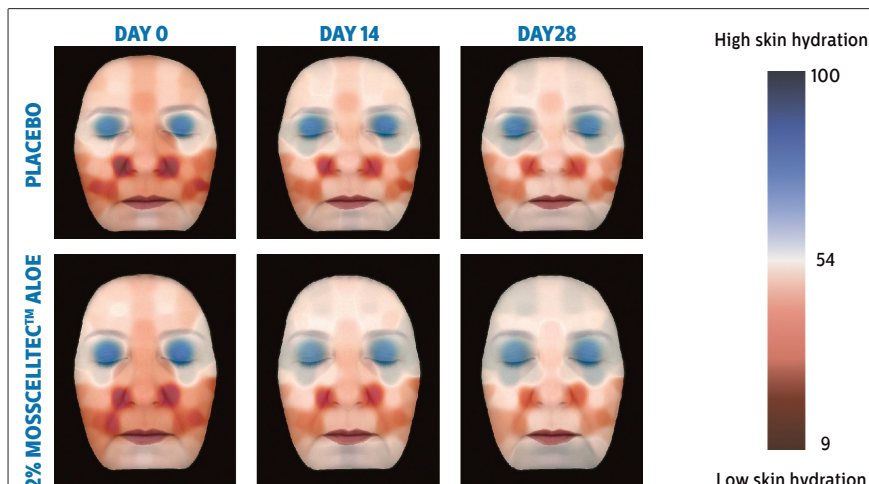 DAY 0
DAY 14
DAY28
High skin hydration
100
PLACEBO
54
2% MOSSCELLTEC™ ALOE
9
Low skin hydration